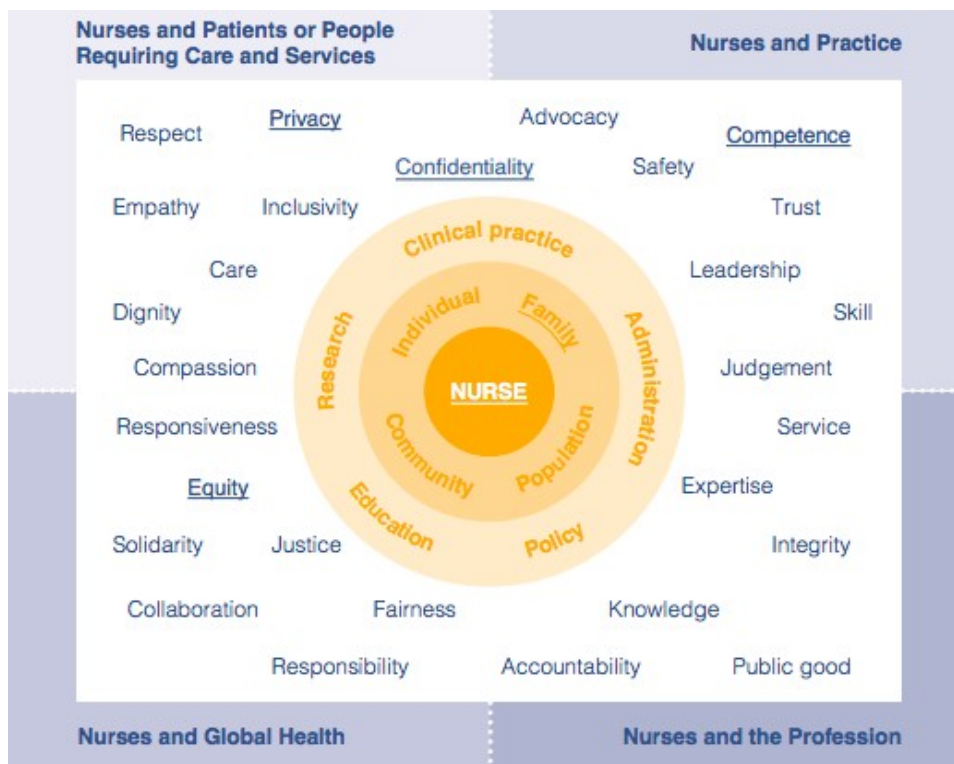 Nurses and Patients or People
Requiring Care and Services
Nurses and Practice
Respect
Privacy
Advocacy
Competence
Confidentiality
Safety
Empathy
Inclusivity
Trust
Clinical practice
Care
Leadership
Dignity
Individual
Family
Skill
Research
Administration
Compassion
Judgement
NURSE
Responsiveness
Service
Community
Population
Equity
Expertise
Education
Policy
Solidarity
Justice
Integrity
Collaboration
Fairness
Knowledge
Responsibility
Accountability
Public good
Nurses and Global Health
Nurses and the Profession